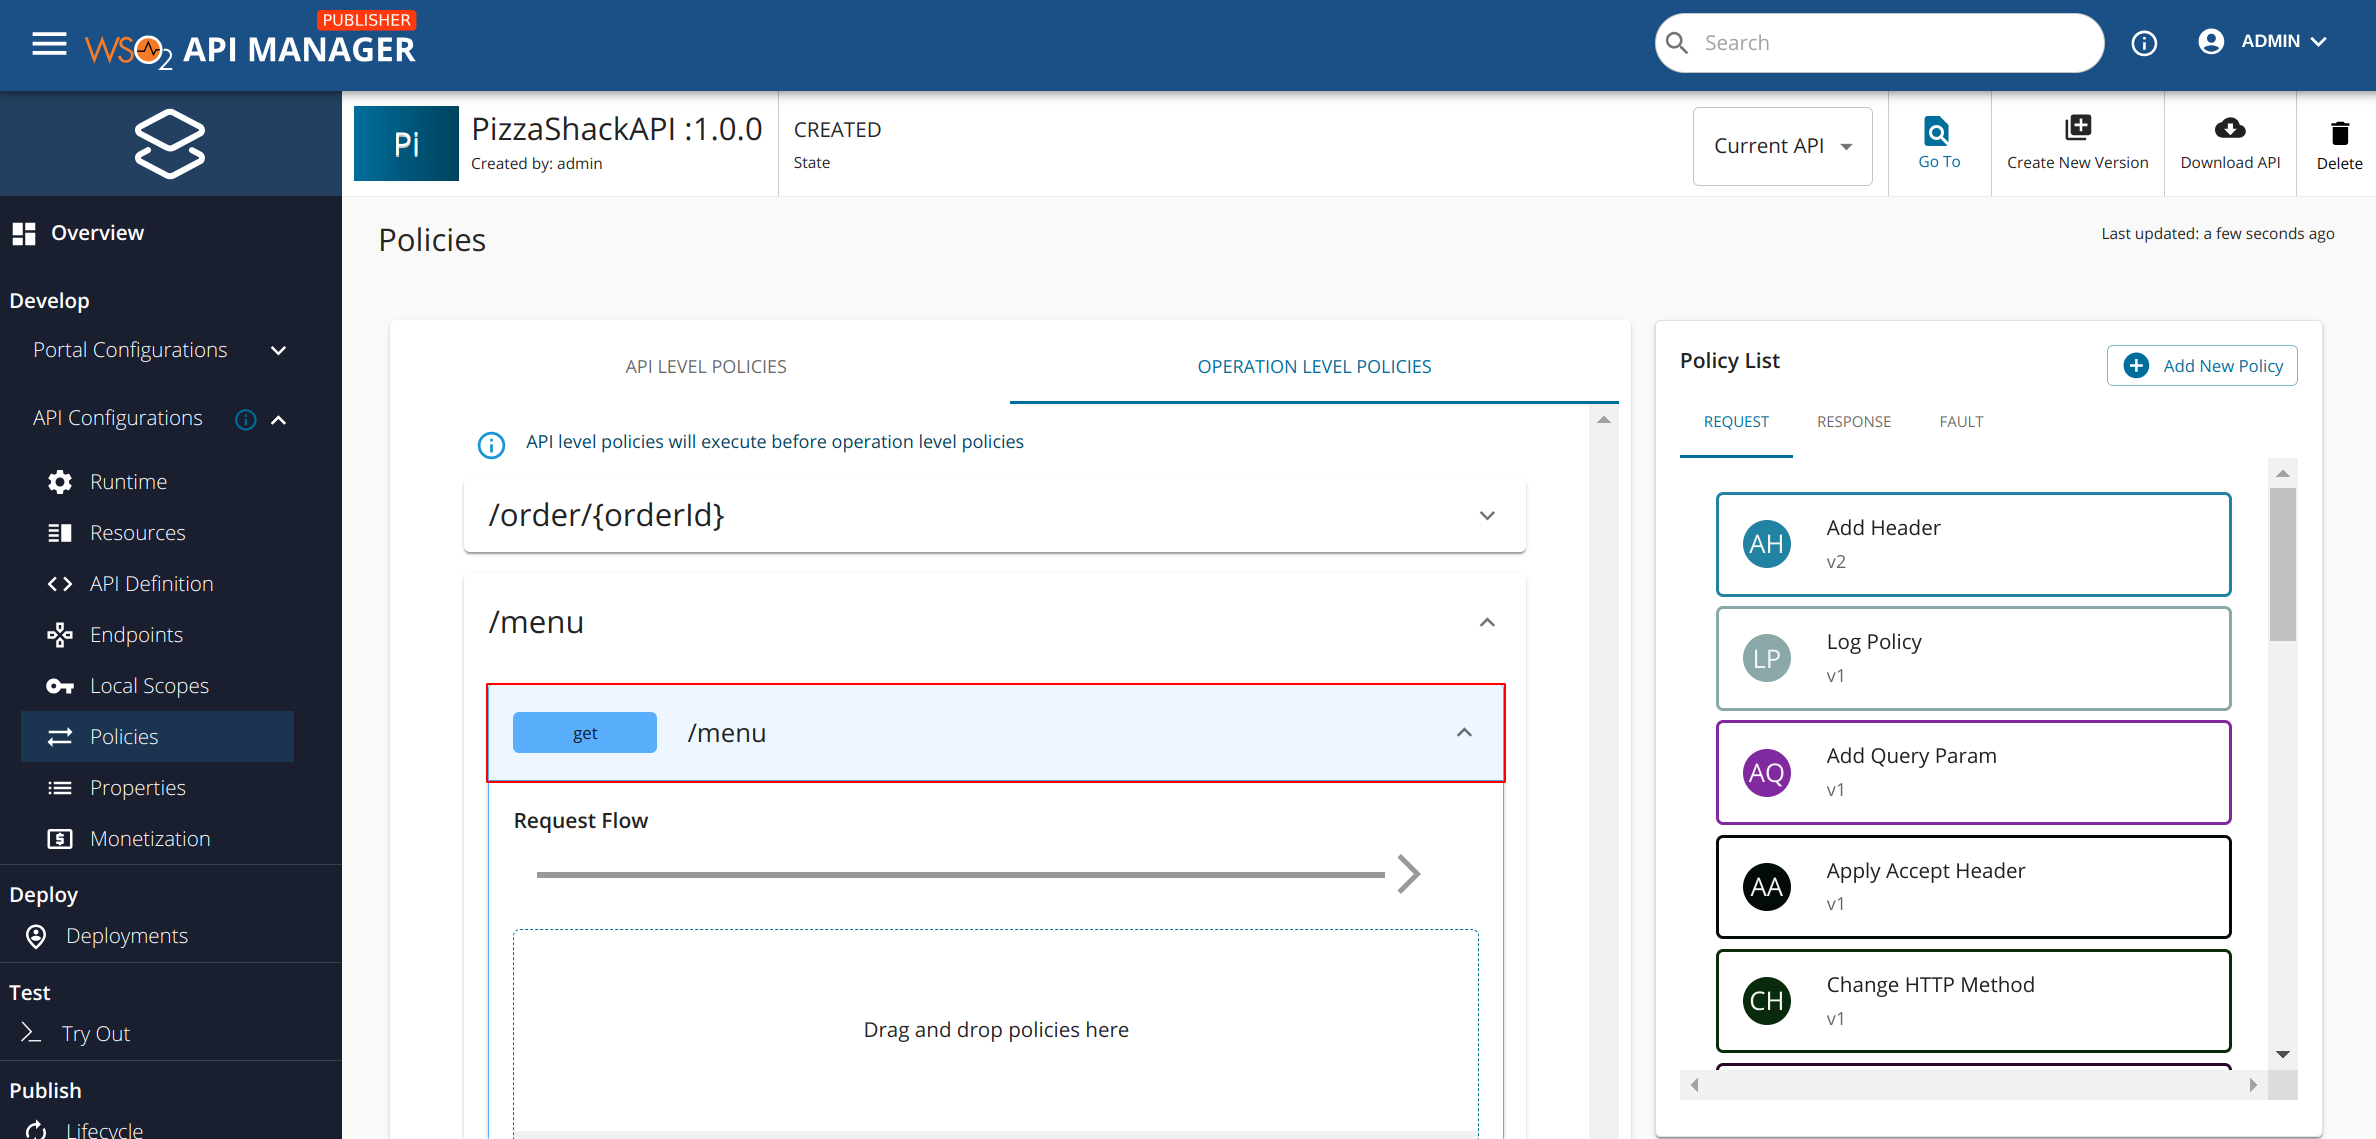 PUBLISHER
WSO2 API MANAGER
Search
ADMIN
Pi
PizzaShackAPI :1.0.0
Created by: admin
CREATED
State
Current API
Go To
Create New Version
Download API
Delete
Overview
Develop
Portal Configurations
API Configurations
Runtime
Resources
API Definition
Endpoints
Local Scopes
Policies
Properties
Monetization
Deploy
Deployments
Test
Try Out
Publish
Lifecycle
Policies
Last updated: a few seconds ago
API LEVEL POLICIES
OPERATION LEVEL POLICIES
API level policies will execute before operation level policies
/order/{orderId}
/menu
get /menu
Request Flow
Drag and drop policies here
Policy List
Add New Policy
REQUEST
RESPONSE
FAULT
AH
Add Header
v2
LP
Log Policy
v1
AQ
Add Query Param
v1
AA
Apply Accept Header
v1
CH
Change HTTP Method
v1